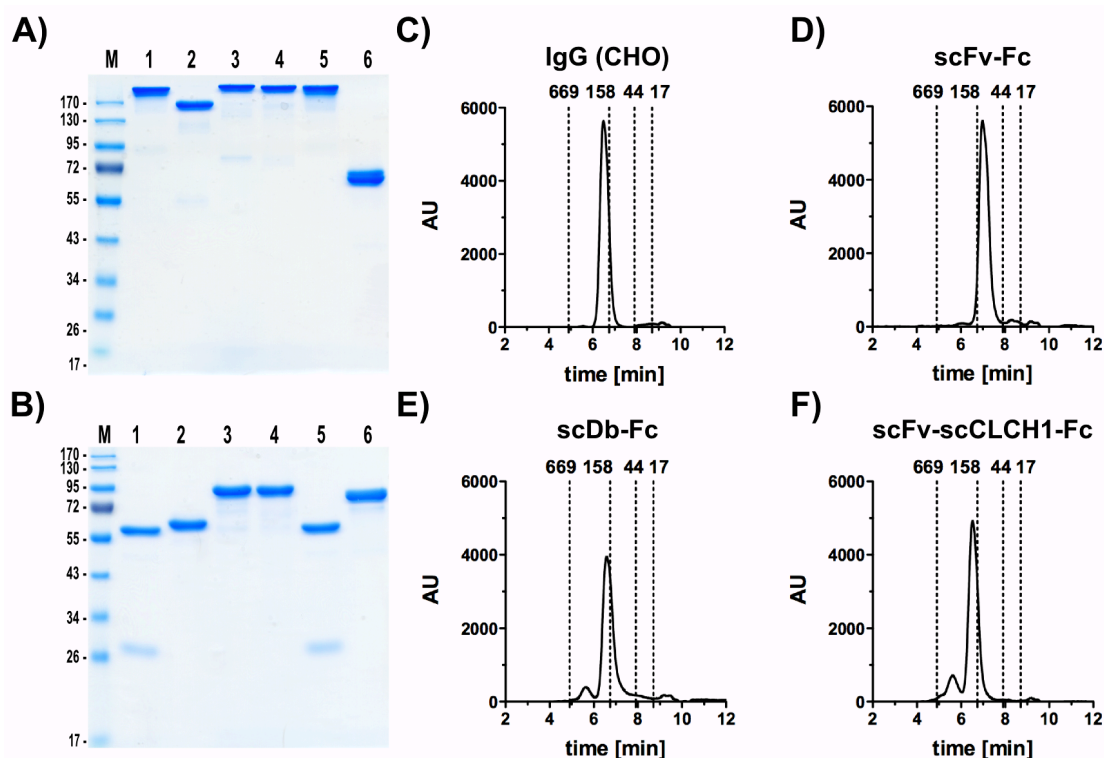 A)
M 1 2 3 4 5 6
170 -
130 -
95 -
72 -
55 -
43 -
34 -
26 -
17 -
B)
M 1 2 3 4 5 6
170 -
130 -
95 -
72 -
55 -
43 -
34 -
26 -
17 -
C)
IgG (CHO)
669 158 44 17
6000
4000
2000
0
AU
2 4 6 8 10 12
time [min]
D)
scFv-Fc
669 158 44 17
6000
4000
2000
0
AU
2 4 6 8 10 12
time [min]
E)
scDb-Fc
669 158 44 17
6000
4000
2000
0
AU
2 4 6 8 10 12
time [min]
F)
scFv-scCLCH1-Fc
669 158 44 17
6000
4000
2000
0
AU
2 4 6 8 10 12
time [min]